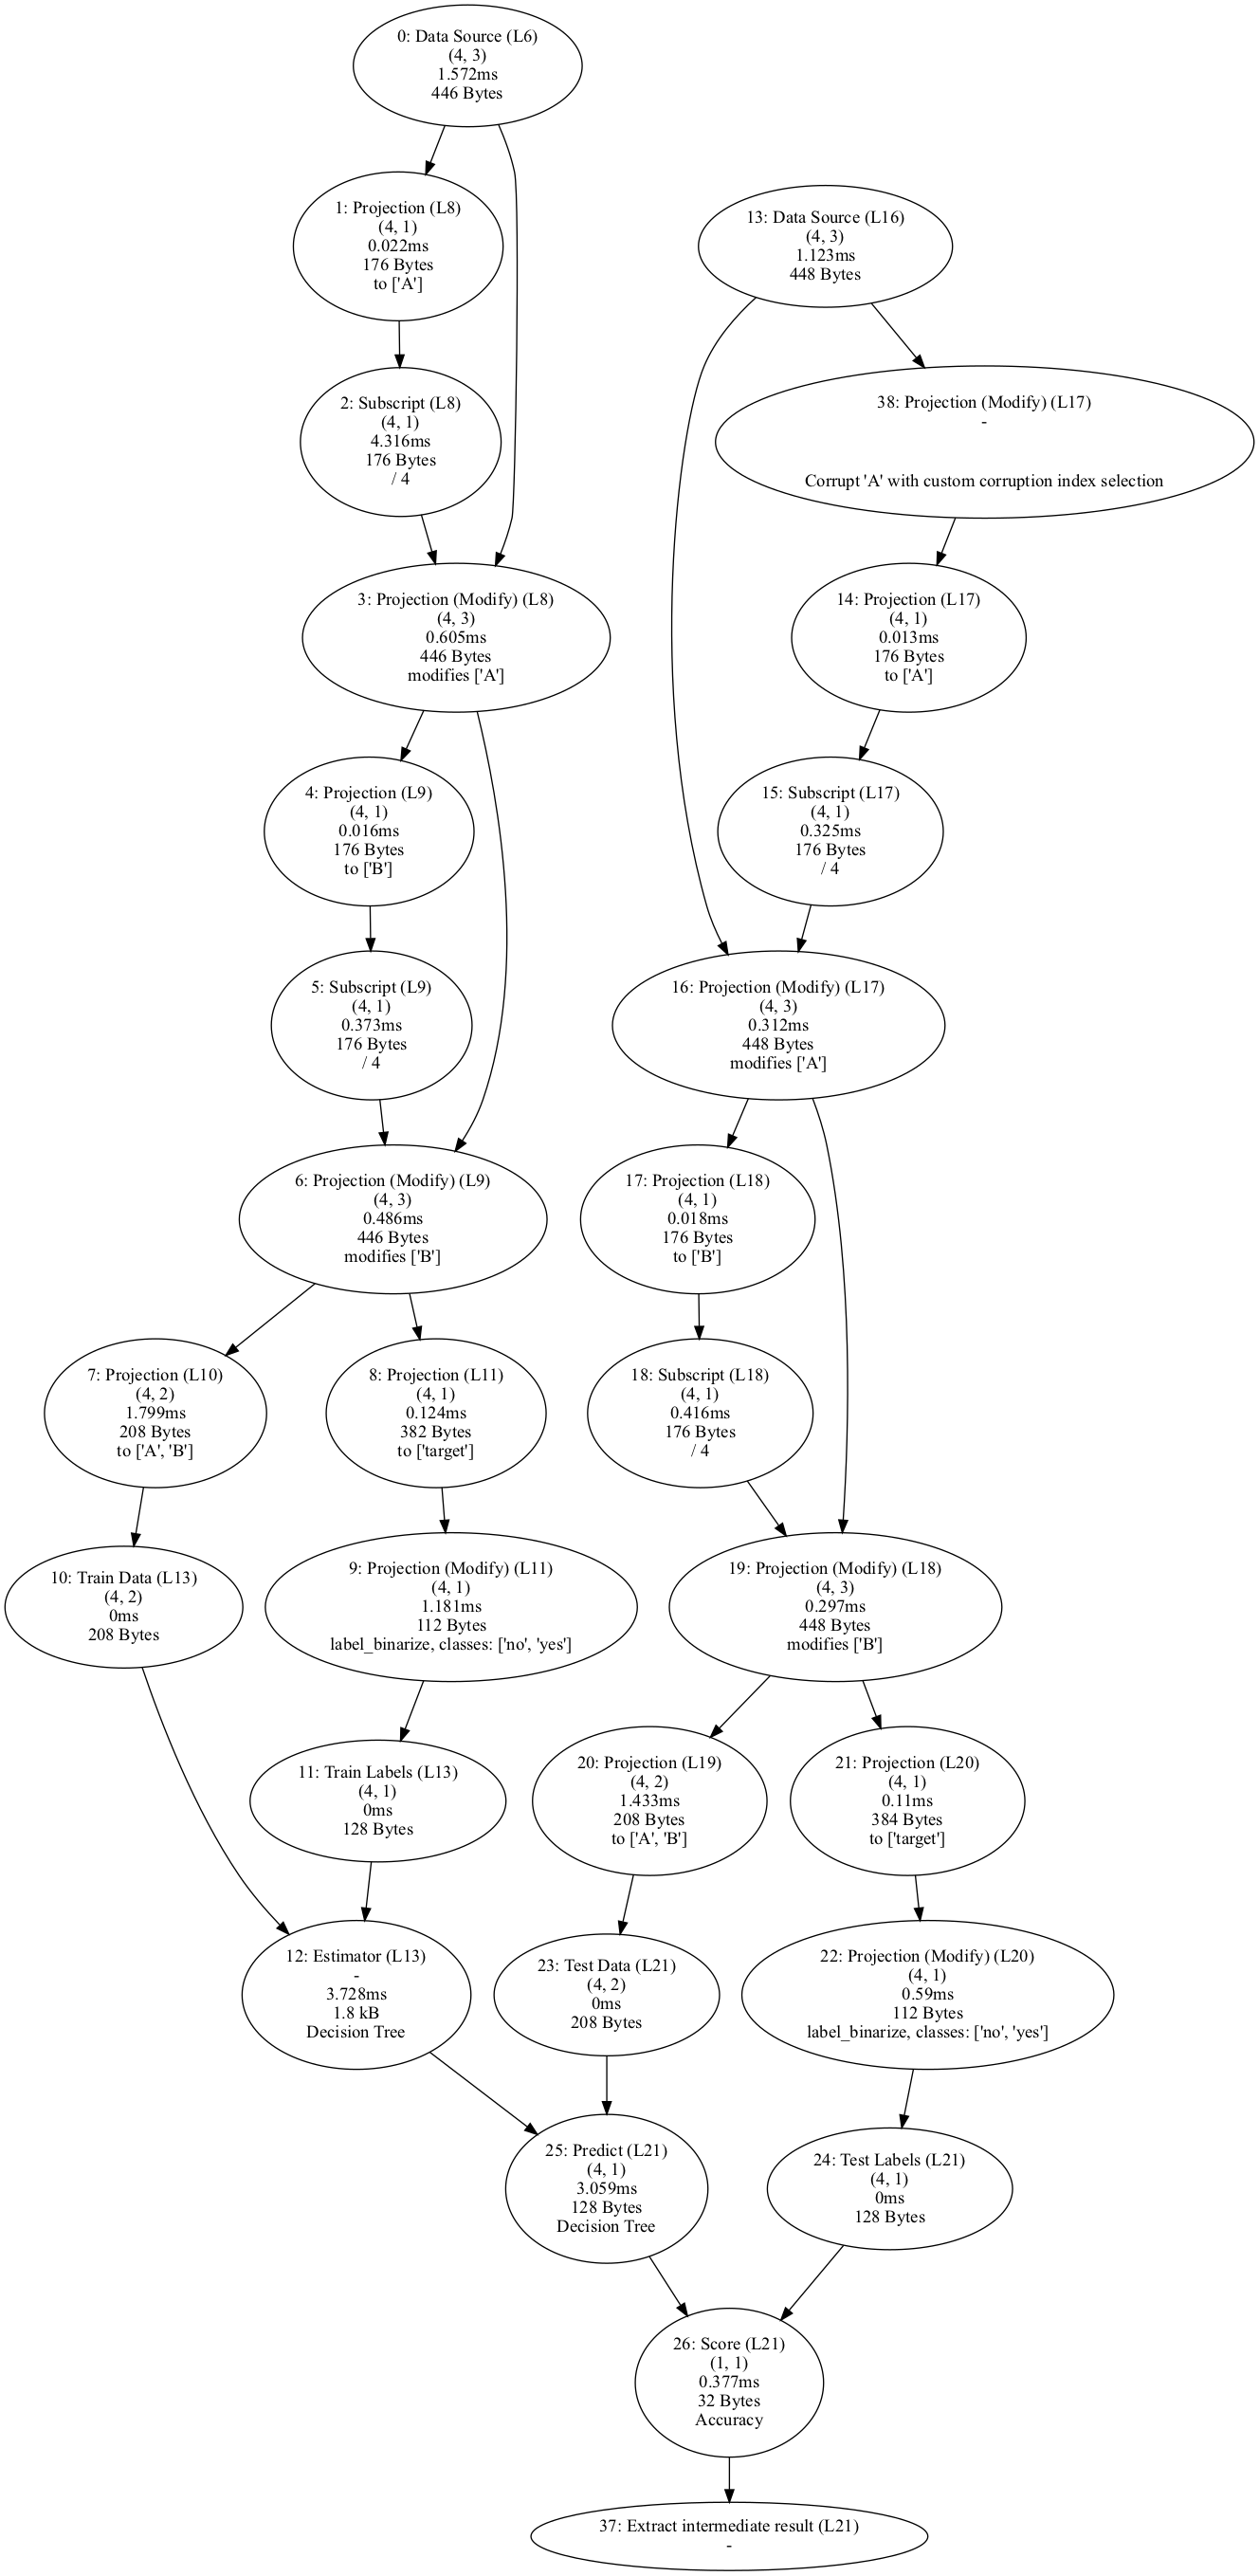 0: Data Source (L6)
(4, 3)
1.572ms
446 Bytes
1: Projection (L8)
(4, 1)
0.022ms
176 Bytes
to ['A']
13: Data Source (L16)
(4, 3)
1.123ms
448 Bytes
2: Subscript (L8)
(4, 1)
4.316ms
176 Bytes
/ 4
38: Projection (Modify) (L17)
-
Corrupt 'A' with custom corruption index selection
3: Projection (Modify) (L8)
(4, 3)
0.605ms
446 Bytes
modifies ['A']
14: Projection (L17)
(4, 1)
0.013ms
176 Bytes
to ['A']
4: Projection (L9)
(4, 1)
0.016ms
176 Bytes
to ['B']
15: Subscript (L17)
(4, 1)
0.325ms
176 Bytes
/ 4
5: Subscript (L9)
(4, 1)
0.373ms
176 Bytes
/ 4
16: Projection (Modify) (L17)
(4, 3)
0.312ms
448 Bytes
modifies ['A']
6: Projection (Modify) (L9)
(4, 3)
0.486ms
446 Bytes
modifies ['B']
17: Projection (L18)
(4, 1)
0.018ms
176 Bytes
to ['B']
7: Projection (L10)
(4, 2)
1.799ms
208 Bytes
to ['A', 'B']
8: Projection (L11)
(4, 1)
0.124ms
382 Bytes
to ['target']
18: Subscript (L18)
(4, 1)
0.416ms
176 Bytes
/ 4
10: Train Data (L13)
(4, 2)
0ms
208 Bytes
9: Projection (Modify) (L11)
(4, 1)
1.181ms
112 Bytes
label_binarize, classes: ['no', 'yes']
19: Projection (Modify) (L18)
(4, 3)
0.297ms
448 Bytes
modifies ['B']
11: Train Labels (L13)
(4, 1)
0ms
128 Bytes
20: Projection (L19)
(4, 2)
1.433ms
208 Bytes
to ['A', 'B']
21: Projection (L20)
(4, 1)
0.11ms
384 Bytes
to ['target']
12: Estimator (L13)
-
3.728ms
1.8 kB
Decision Tree
23: Test Data (L21)
(4, 2)
0ms
208 Bytes
22: Projection (Modify) (L20)
(4, 1)
0.59ms
112 Bytes
label_binarize, classes: ['no', 'yes']
25: Predict (L21)
(4, 1)
3.059ms
128 Bytes
Decision Tree
24: Test Labels (L21)
(4, 1)
0ms
128 Bytes
26: Score (L21)
(1, 1)
0.377ms
32 Bytes
Accuracy
37: Extract intermediate result (L21)
-